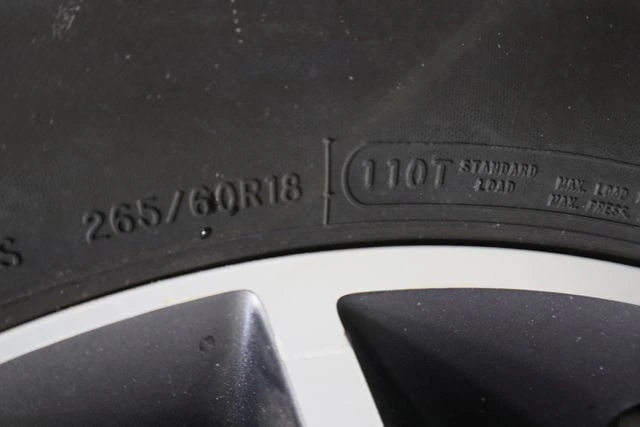 S 265/60R18 110T STANDARD LOAD
MAX. LOAD
MAX. PRESS.